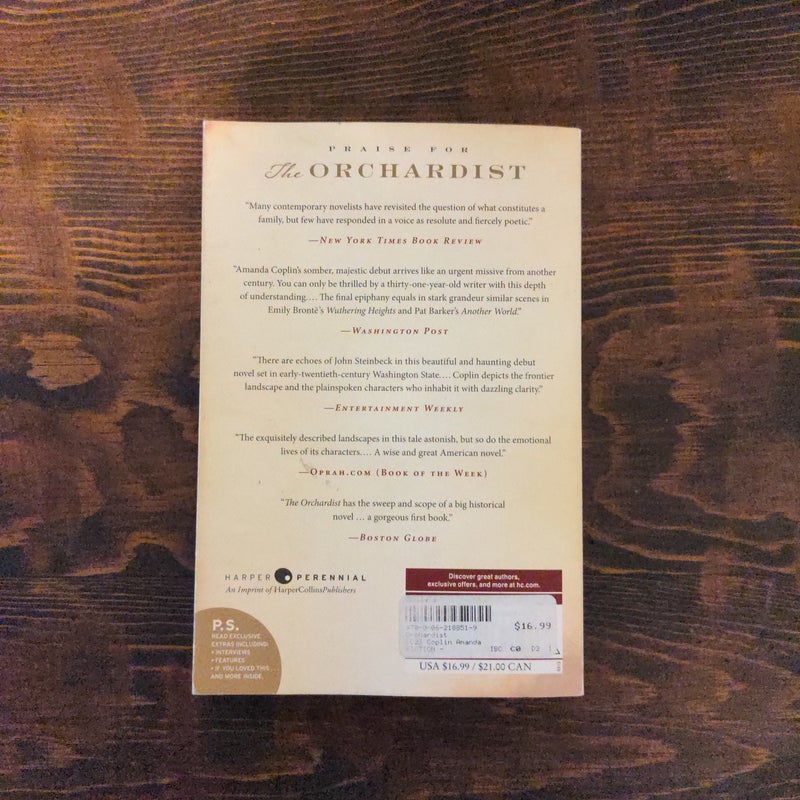 PRAISE FOR
The ORCHARDIST
“Many contemporary novelists have revisited the question of what constitutes a
family, but few have responded in a voice as resolute and fiercely poetic.”
—NEW YORK TIMES BOOK REVIEW
“Amanda Coplin’s somber, majestic debut arrives like an urgent missive from another
century. You can only be thrilled by a thirty-one-year-old writer with this depth
of understanding.... The final epiphany equals in stark grandeur similar scenes in
Emily Brontë’s Wuthering Heights and Pat Barker’s Another World.”
—WASHINGTON POST
“There are echoes of John Steinbeck in this beautiful and haunting debut
novel set in early-twentieth-century Washington State.... Coplin depicts the frontier
landscape and the plainspoken characters who inhabit it with dazzling clarity.”
—ENTERTAINMENT WEEKLY
“The exquisitely described landscapes in this tale astonish, but so do the emotional
lives of its characters.... A wise and great American novel.”
—OPRAH.COM (BOOK OF THE WEEK)
“The Orchardist has the sweep and scope of a big historical
novel ... a gorgeous first book.”
—BOSTON GLOBE
HARPER PERENNIAL
An Imprint of HarperCollinsPublishers
Discover great authors,
exclusive offers, and more at hc.com.
P.S.
READ EXCLUSIVE
EXTRAS INCLUDING:
• INTERVIEWS
• FEATURES
• IF YOU LOVED THIS . . .
AND MORE INSIDE.
$16.99
978-0-06-218851-9
Orchardist
Coplin Amanda
FICTION -
USA $16.99 / $21.00 CAN